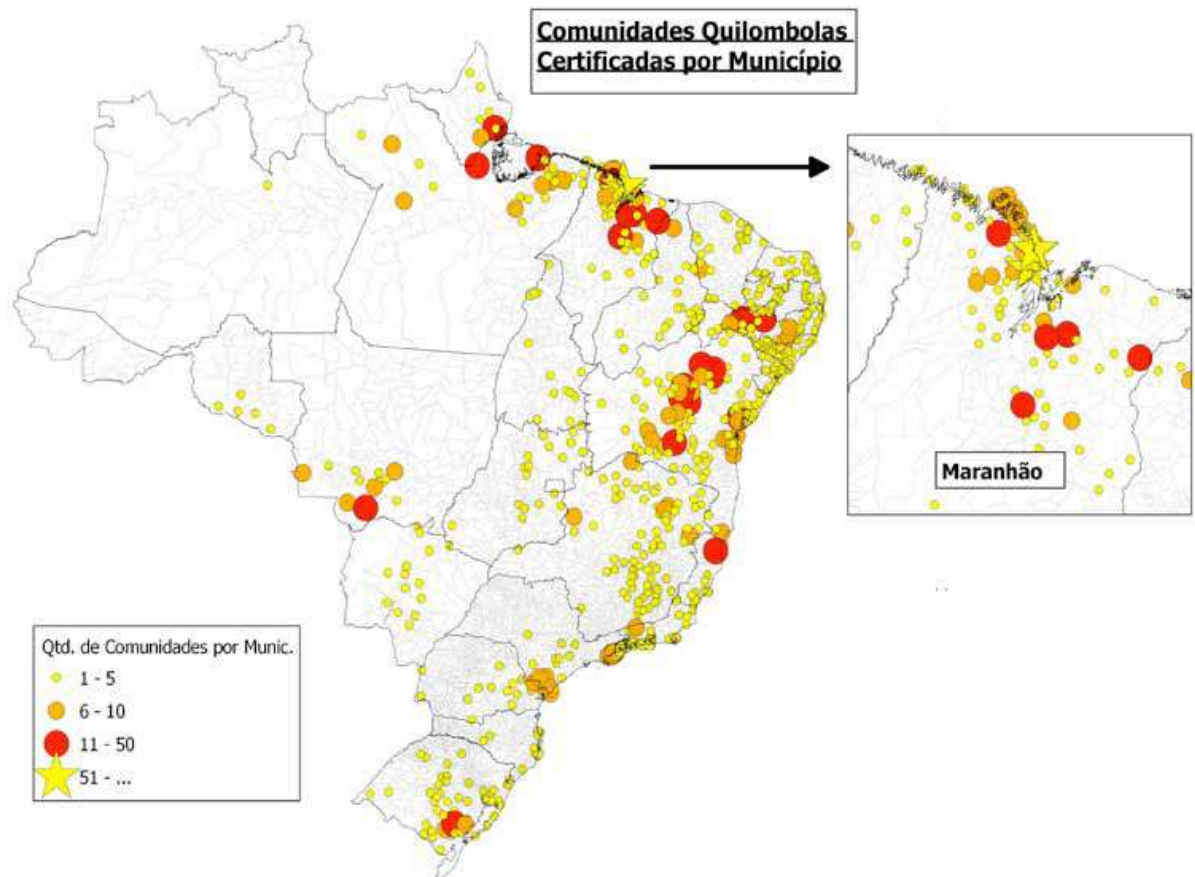 Comunidades Quilombolas
Certificadas por Município
Maranhão
Qtd. de Comunidades por Munic.
1 - 5
6 - 10
11 - 50
51 - ...